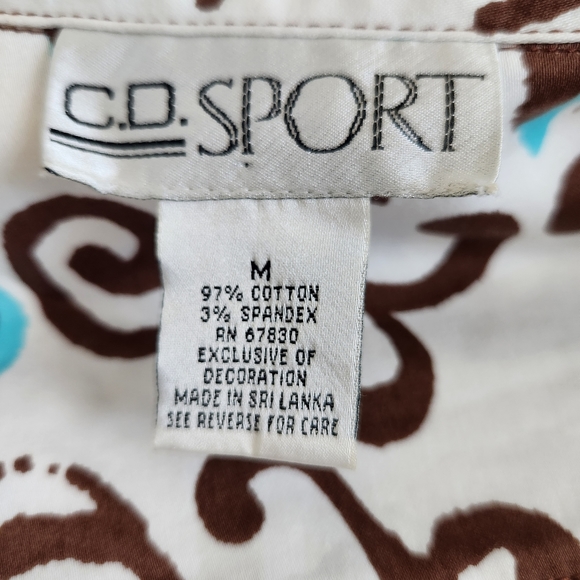 C.D. SPORT
M
97% COTTON
3% SPANDEX
RN 67830
EXCLUSIVE OF
DECORATION
MADE IN SRI LANKA
SEE REVERSE FOR CARE